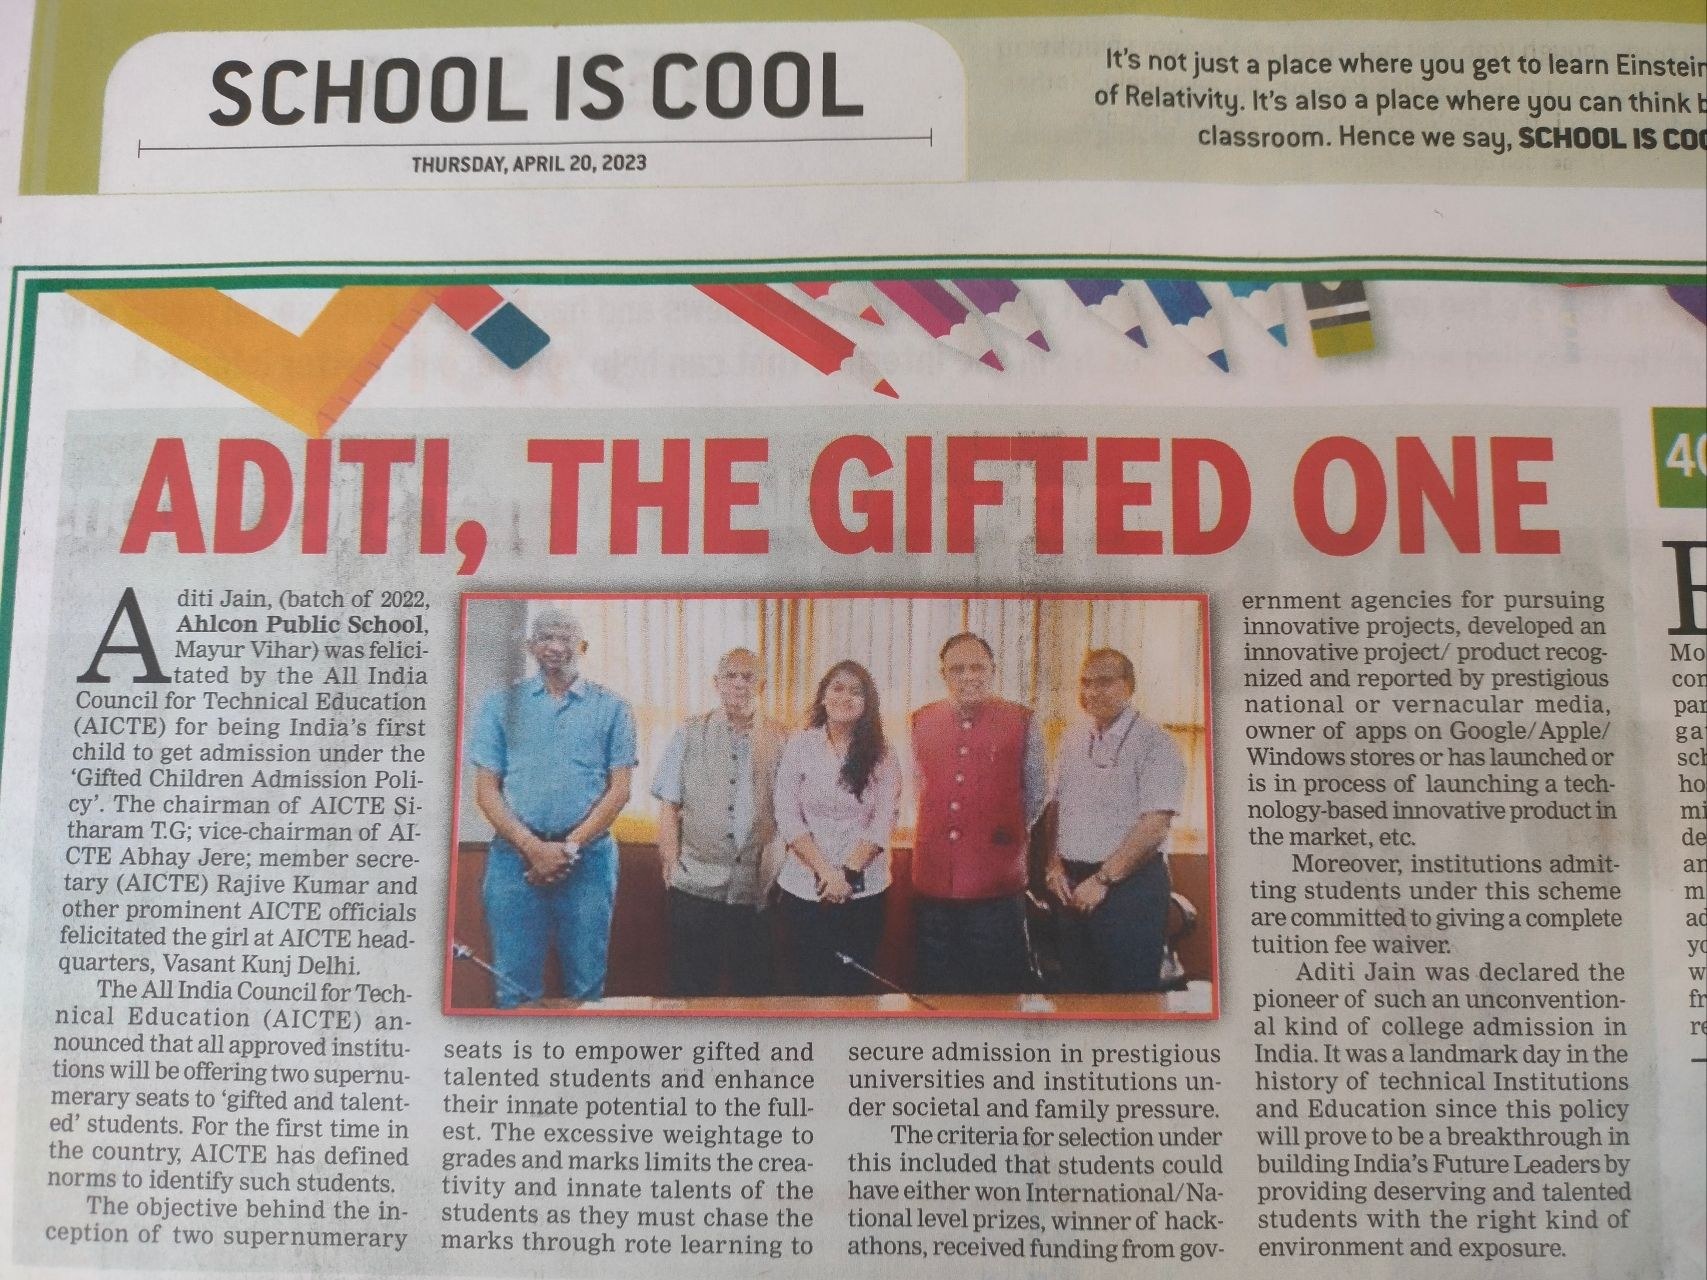 SCHOOL IS COOL
THURSDAY, APRIL 20, 2023
It's not just a place where you get to learn Einstein
of Relativity. It's also a place where you can think
classroom. Hence we say, SCHOOL IS COO
ADITI, THE GIFTED ONE
Aditi Jain, (batch of 2022,
Ahlcon Public School,
Mayur Vihar) was felici-
tated by the All India
Council for Technical Education
(AICTE) for being India's first
child to get admission under the
'Gifted Children Admission Poli-
cy'. The chairman of AICTE Si-
tharam T.G; vice-chairman of AI-
CTE Abhay Jere; member secre-
tary (AICTE) Rajive Kumar and
other prominent AICTE officials
felicitated the girl at AICTE head-
quarters, Vasant Kunj Delhi.
The All India Council for Tech-
nical Education (AICTE) an-
nounced that all approved institu-
tions will be offering two supernu-
merary seats to 'gifted and talent-
ed' students. For the first time in
the country, AICTE has defined
norms to identify such students.
The objective behind the in-
ception of two supernumerary
seats is to empower gifted and
talented students and enhance
their innate potential to the full-
est. The excessive weightage to
grades and marks limits the crea-
tivity and innate talents of the
students as they must chase the
marks through rote learning to
secure admission in prestigious
universities and institutions un-
der societal and family pressure.
The criteria for selection under
this included that students could
have either won International/Na-
tional level prizes, winner of hack-
athons, received funding from gov-
ernment agencies for pursuing
innovative projects, developed an
innovative project/ product recog-
nized and reported by prestigious
national or vernacular media,
owner of apps on Google/Apple/
Windows stores or has launched or
is in process of launching a tech-
nology-based innovative product in
the market, etc.
Moreover, institutions admit-
ting students under this scheme
are committed to giving a complete
tuition fee waiver.
Aditi Jain was declared the
pioneer of such an unconvention-
al kind of college admission in
India. It was a landmark day in the
history of technical Institutions
and Education since this policy
will prove to be a breakthrough in
building India's Future Leaders by
providing deserving and talented
students with the right kind of
environment and exposure.